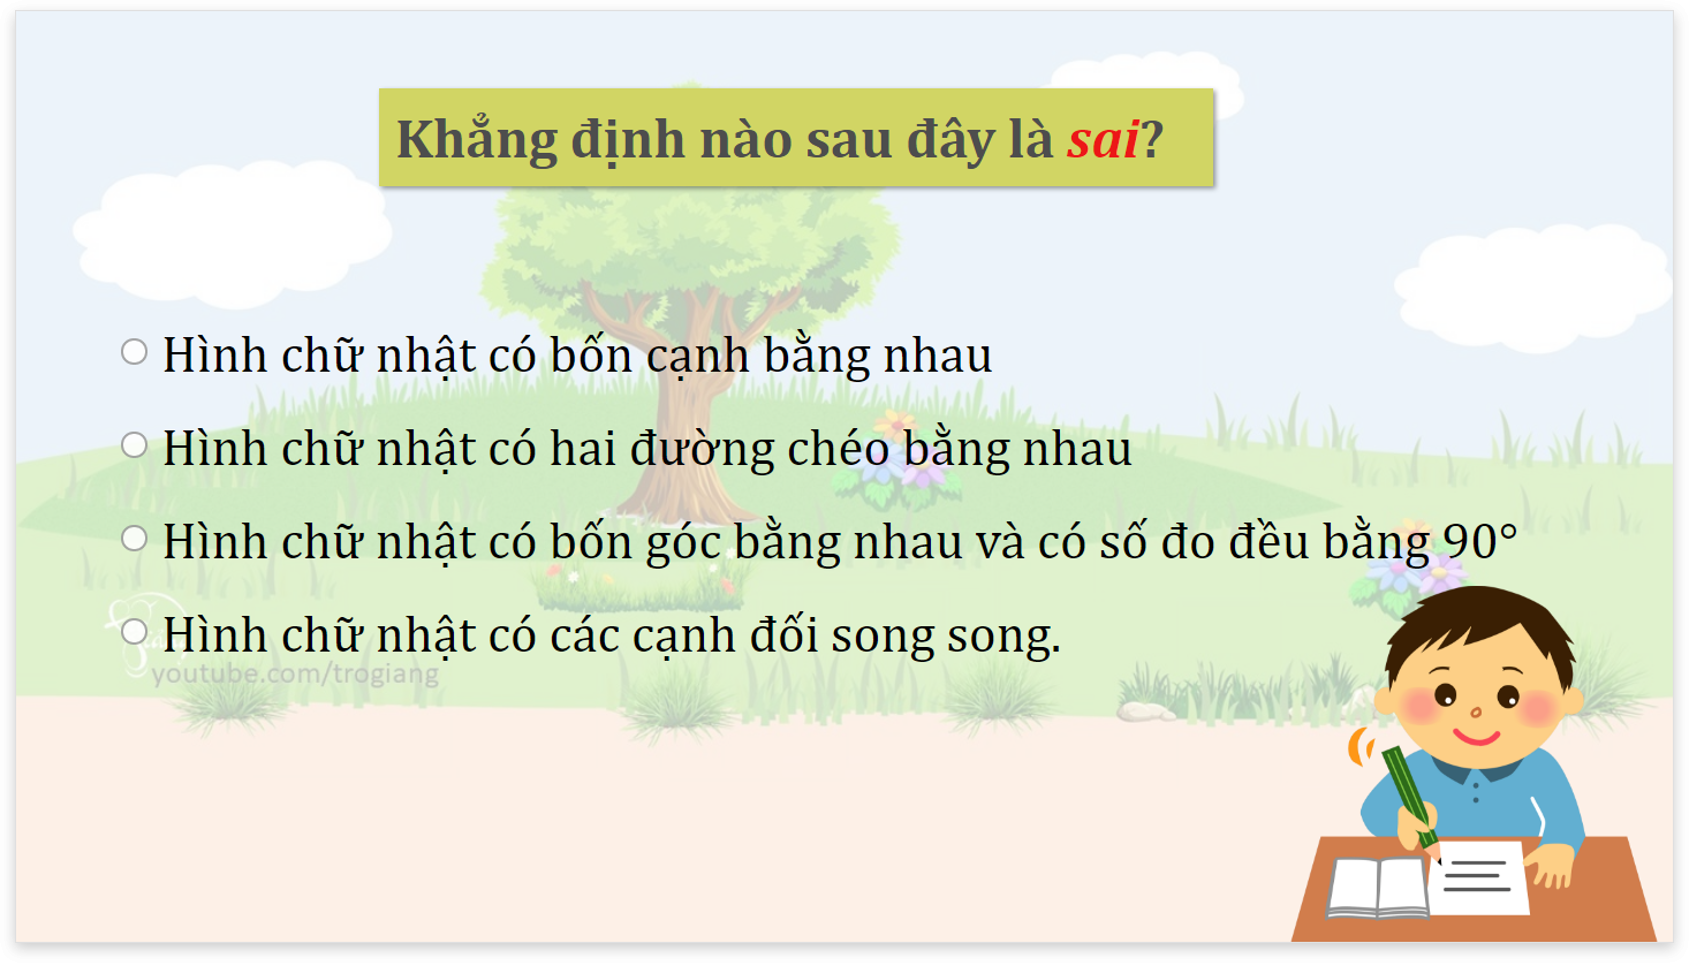 Khẳng định nào sau đây là sai?
Hình chữ nhật có bốn cạnh bằng nhau
Hình chữ nhật có hai đường chéo bằng nhau
Hình chữ nhật có bốn góc bằng nhau và có số đo đều bằng 90°
Hình chữ nhật có các cạnh đối song song.
youtube.com/trogiang